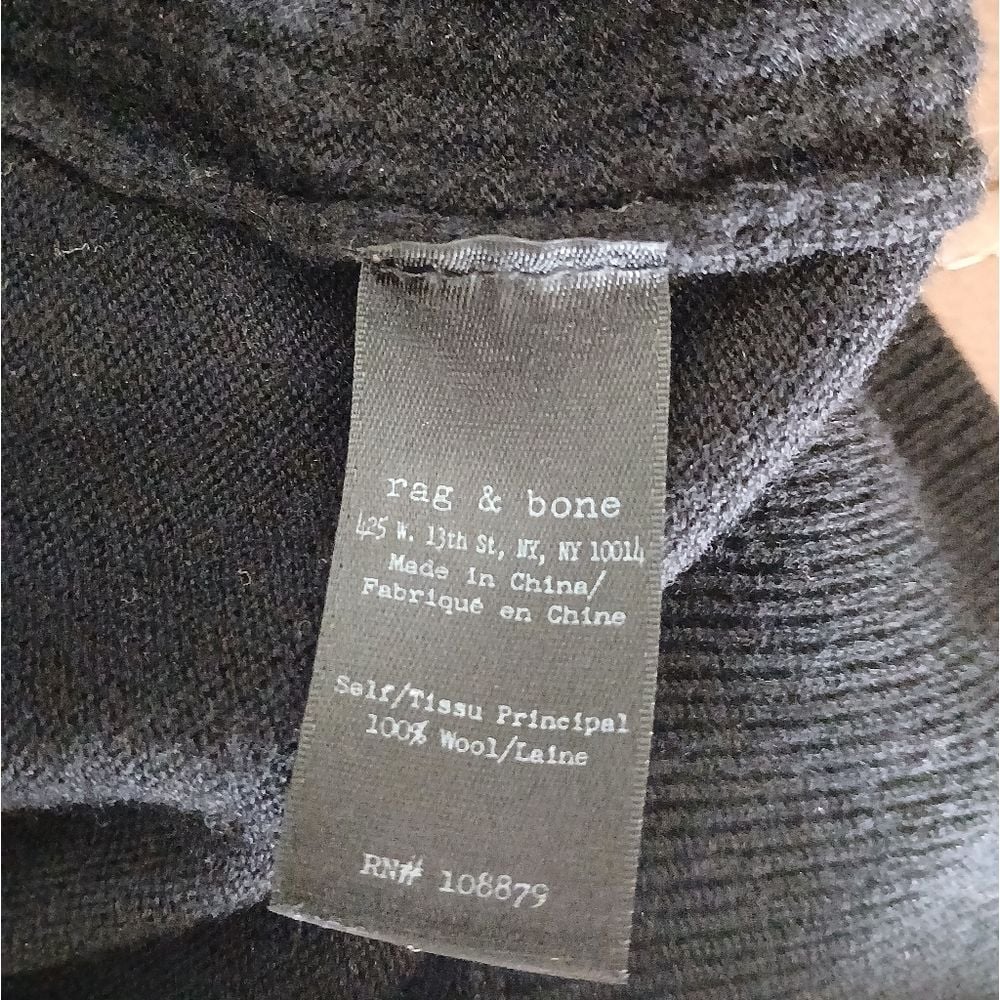 rag & bone
425 W. 13th St, NY, NY 10014
Made in China/
Fabriqué en Chine
Self/Tissu Principal
100% Wool/Laine
RN# 108879